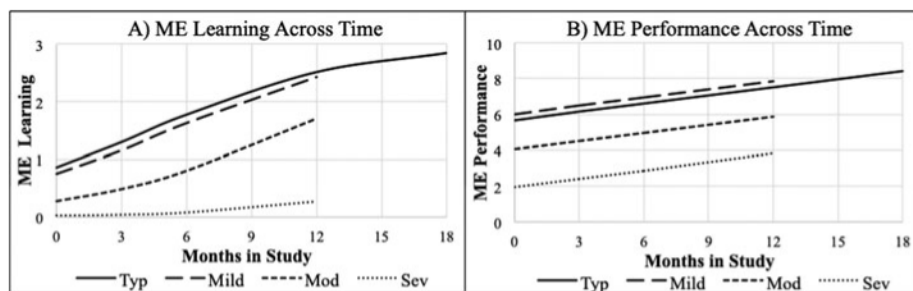 A) ME Learning Across Time
3
2
1
0
ME Learning
0 3 6 9 12 15 18
Months in Study
Typ Mild Mod Sev
B) ME Performance Across Time
10
8
6
4
2
0
ME Performance
0 3 6 9 12 15 18
Months in Study
Typ Mild Mod Sev